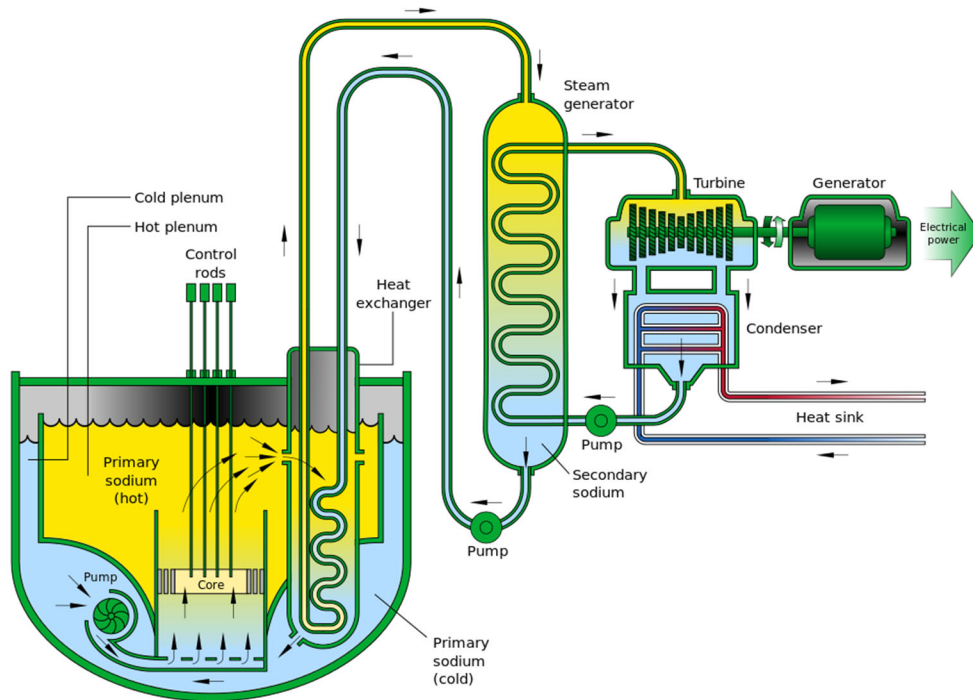 Steam
generator
Cold plenum
Hot plenum
Control
rods
Heat
exchanger
Turbine
Generator
Electrical
power
Condenser
Heat sink
Pump
Secondary
sodium
Pump
Primary
sodium
(hot)
Pump
Core
Primary
sodium
(cold)